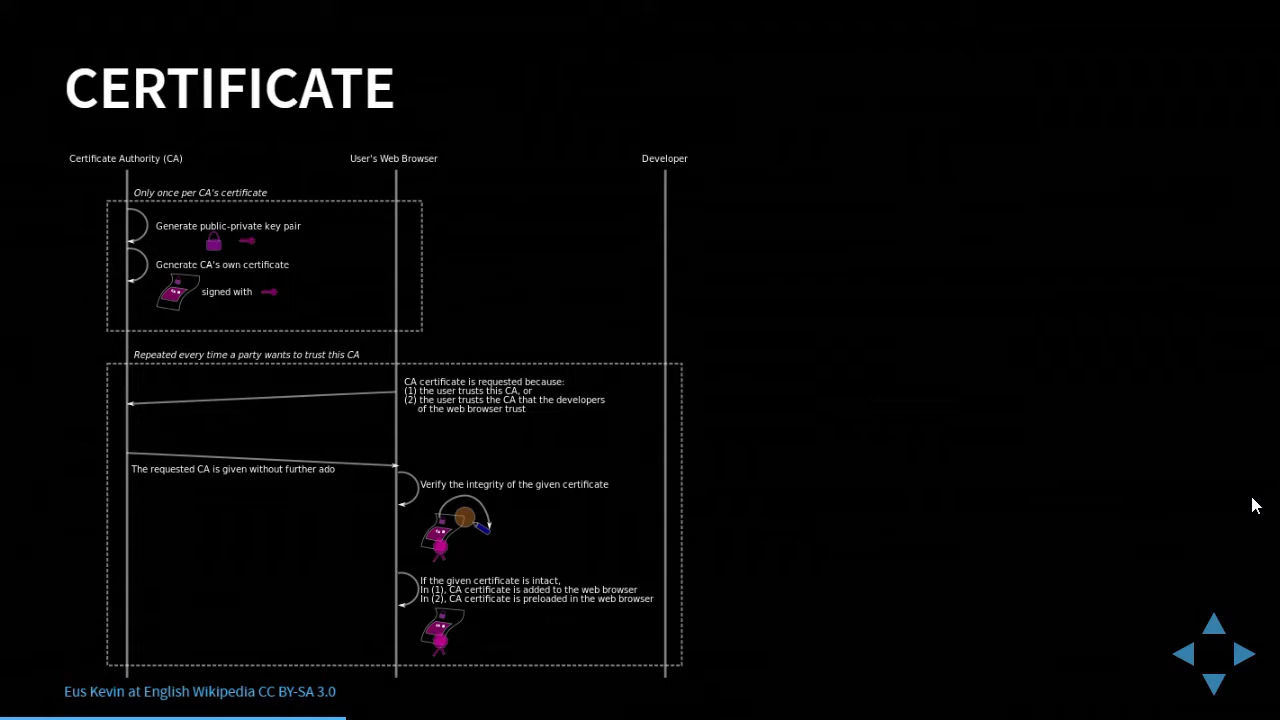 CERTIFICATE
Certificate Authority (CA)
User's Web Browser
Developer
Only once per CA's certificate
Generate public-private key pair
Generate CA's own certificate
signed with
Repeated every time a party wants to trust this CA
CA certificate is requested because:
(1) the user trusts this CA, or
(2) the user trusts the CA that the developers
of the web browser trust
The requested CA is given without further ado
Verify the integrity of the given certificate
If the given certificate is intact,
In (1), CA certificate is added to the web browser
In (2), CA certificate is preloaded in the web browser
Eus Kevin at English Wikipedia CC BY-SA 3.0